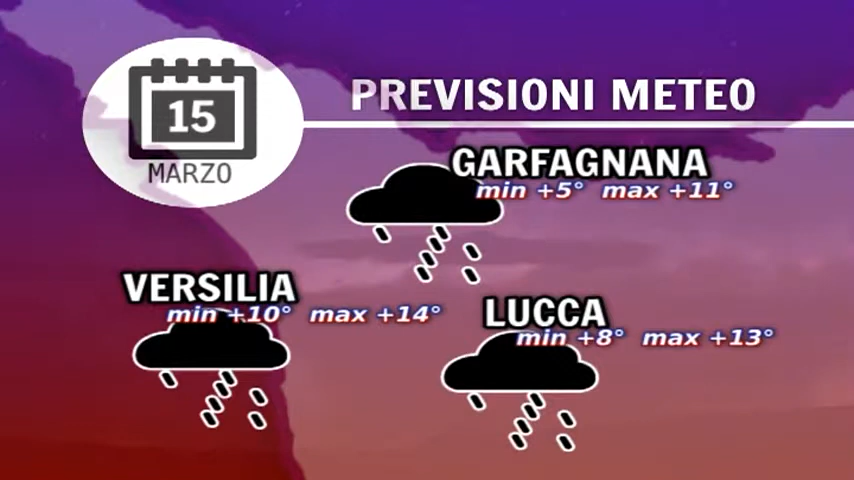 15
MARZO
PREVISIONI METEO
GARFAGNANA
min +5° max +11°
VERSILIA
min +10° max +14°
LUCCA
min +8° max +13°